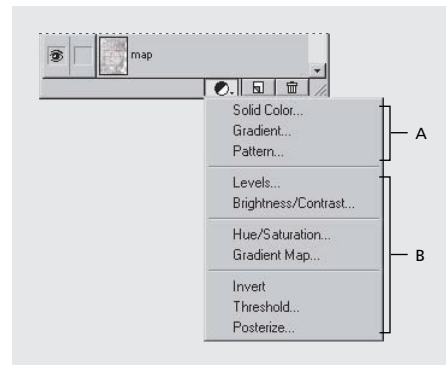 map
Solid Color...
Gradient...
Pattern...
A
Levels...
Brightness/Contrast...
Hue/Saturation...
Gradient Map...
B
Invert
Threshold...
Posterize...